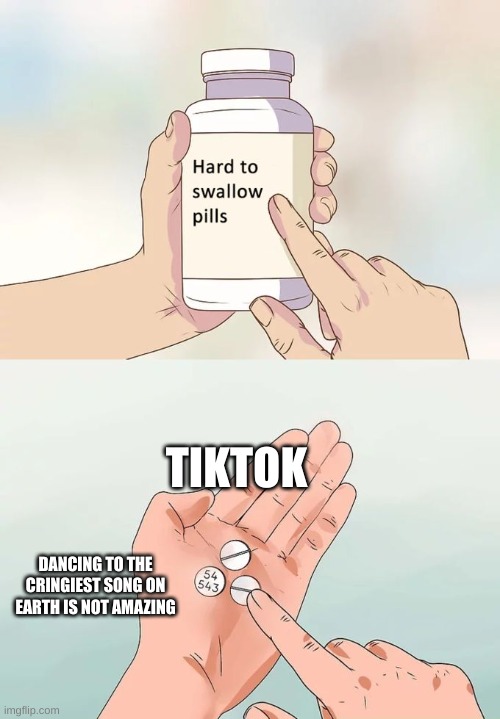 Hard to
swallow
pills
TIKTOK
DANCING TO THE
CRINGIEST SONG ON
EARTH IS NOT AMAZING
54
543
imgflip.com